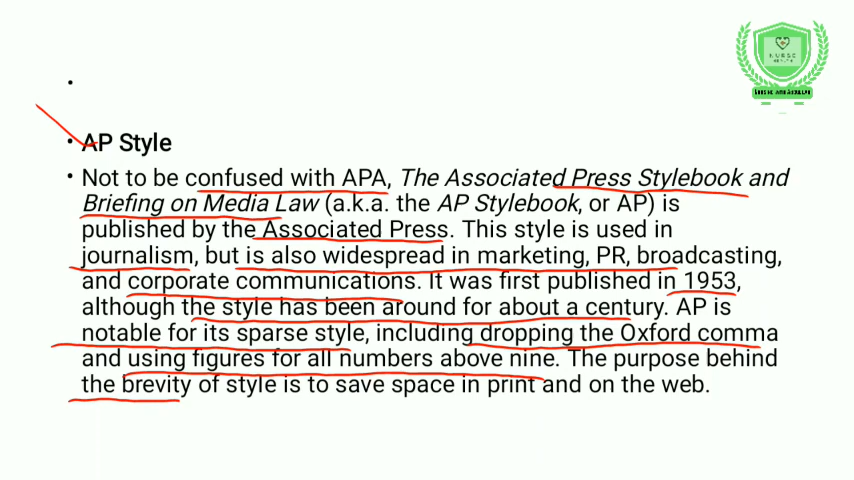 NURSE
• AP Style
• Not to be confused with APA, The Associated Press Stylebook and
Briefing on Media Law (a.k.a. the AP Stylebook, or AP) is
published by the Associated Press. This style is used in
journalism, but is also widespread in marketing, PR, broadcasting,
and corporate communications. It was first published in 1953,
although the style has been around for about a century. AP is
notable for its sparse style, including dropping the Oxford comma
and using figures for all numbers above nine. The purpose behind
the brevity of style is to save space in print and on the web.